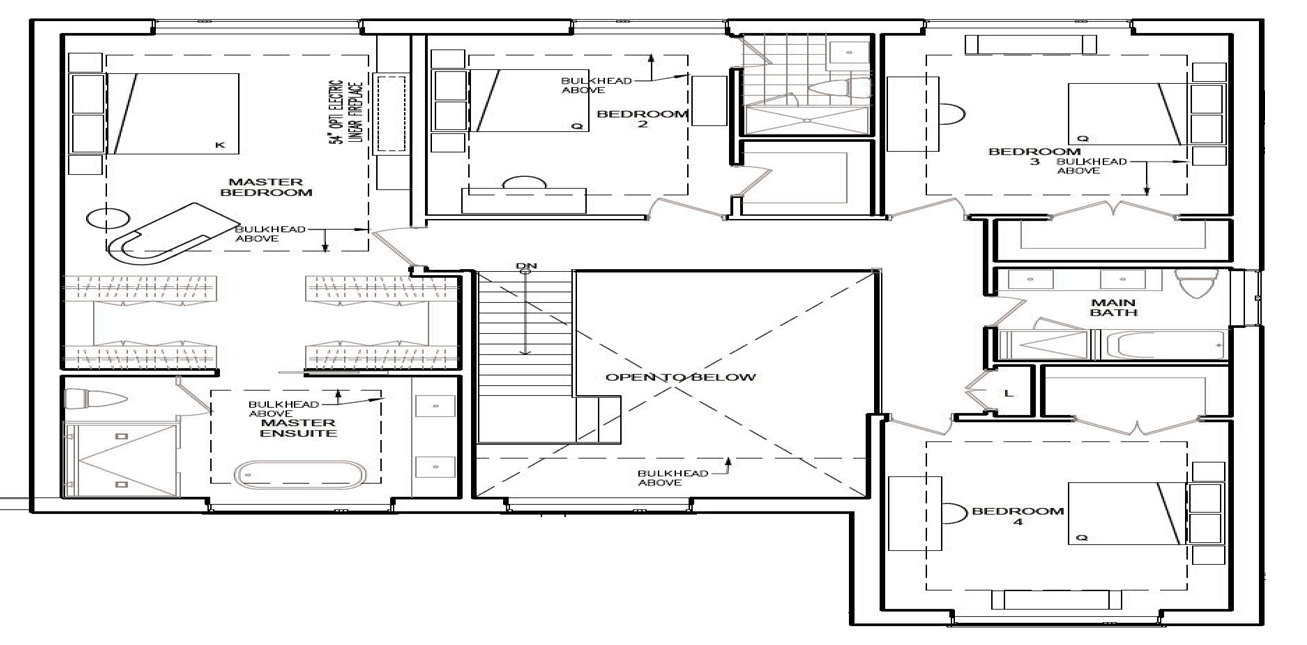 54" OPTI ELECTRIC
LINEAR FIREPLACE
K
MASTER
BEDROOM
BULKHEAD
ABOVE
BULKHEAD
ABOVE
BEDROOM
2
Q
BEDROOM
3
BULKHEAD
ABOVE
Q
DN
OPEN TO BELOW
BULKHEAD
ABOVE
MAIN
BATH
L
BULKHEAD
ABOVE
MASTER
ENSUITE
BEDROOM
4
Q